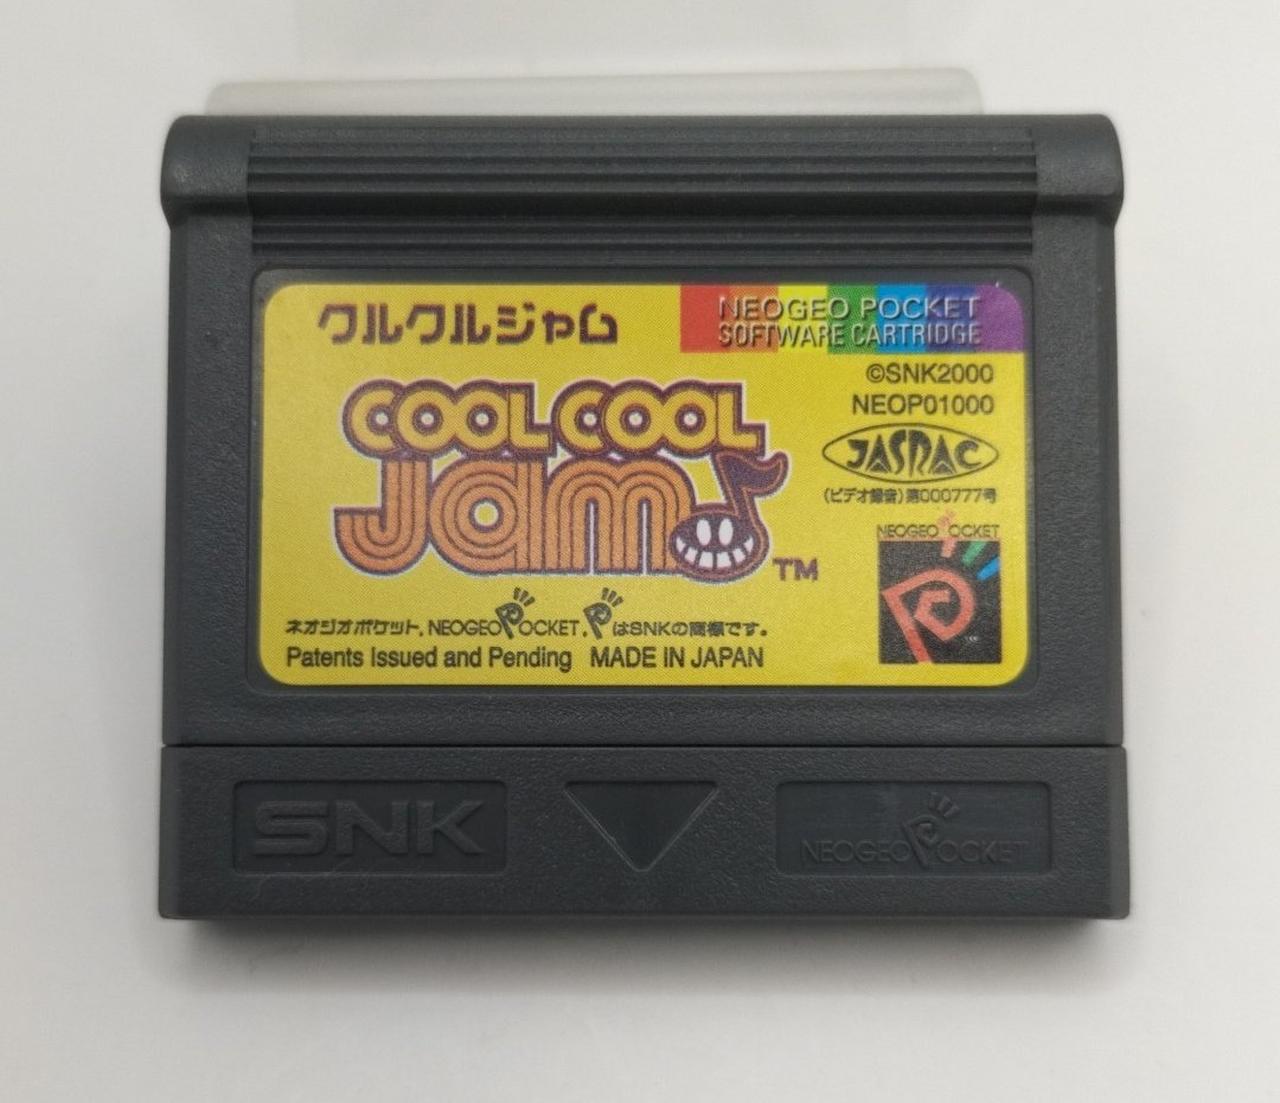 クルクルジャム
NEOGEO POCKET
SOFTWARE CARTRIDGE
©SNK2000
NEOP01000
COOL COOL
Jam
TM
JASRAC
(ビデオ録音)第000777号
NEOGEO POCKET
ネオジオポケット, NEOGEO POCKET, PはSNKの商標です。
Patents Issued and Pending MADE IN JAPAN
SNK
NEOGEO POCKET